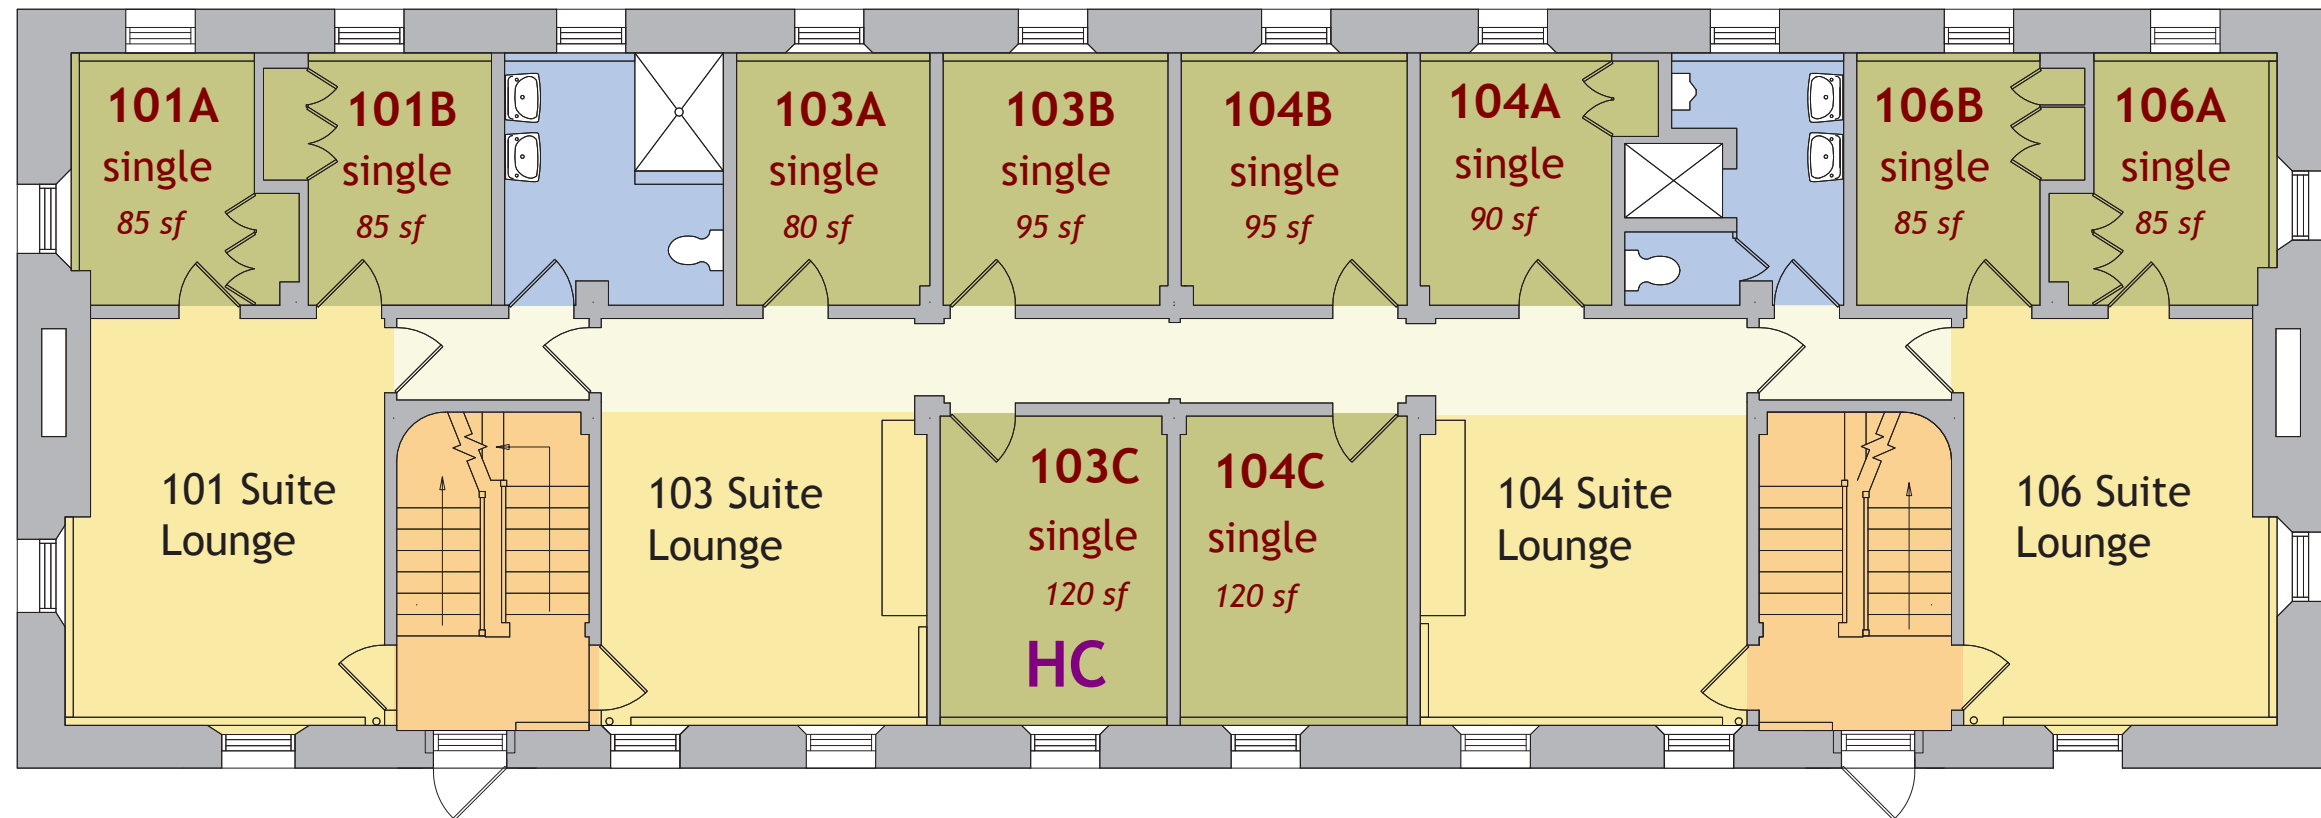 101A
single
85 sf
101B
single
85 sf
103A
single
80 sf
103B
single
95 sf
104B
single
95 sf
104A
single
90 sf
106B
single
85 sf
106A
single
85 sf
101 Suite
Lounge
103 Suite
Lounge
103C
single
120 sf
HC
104C
single
120 sf
104 Suite
Lounge
106 Suite
Lounge